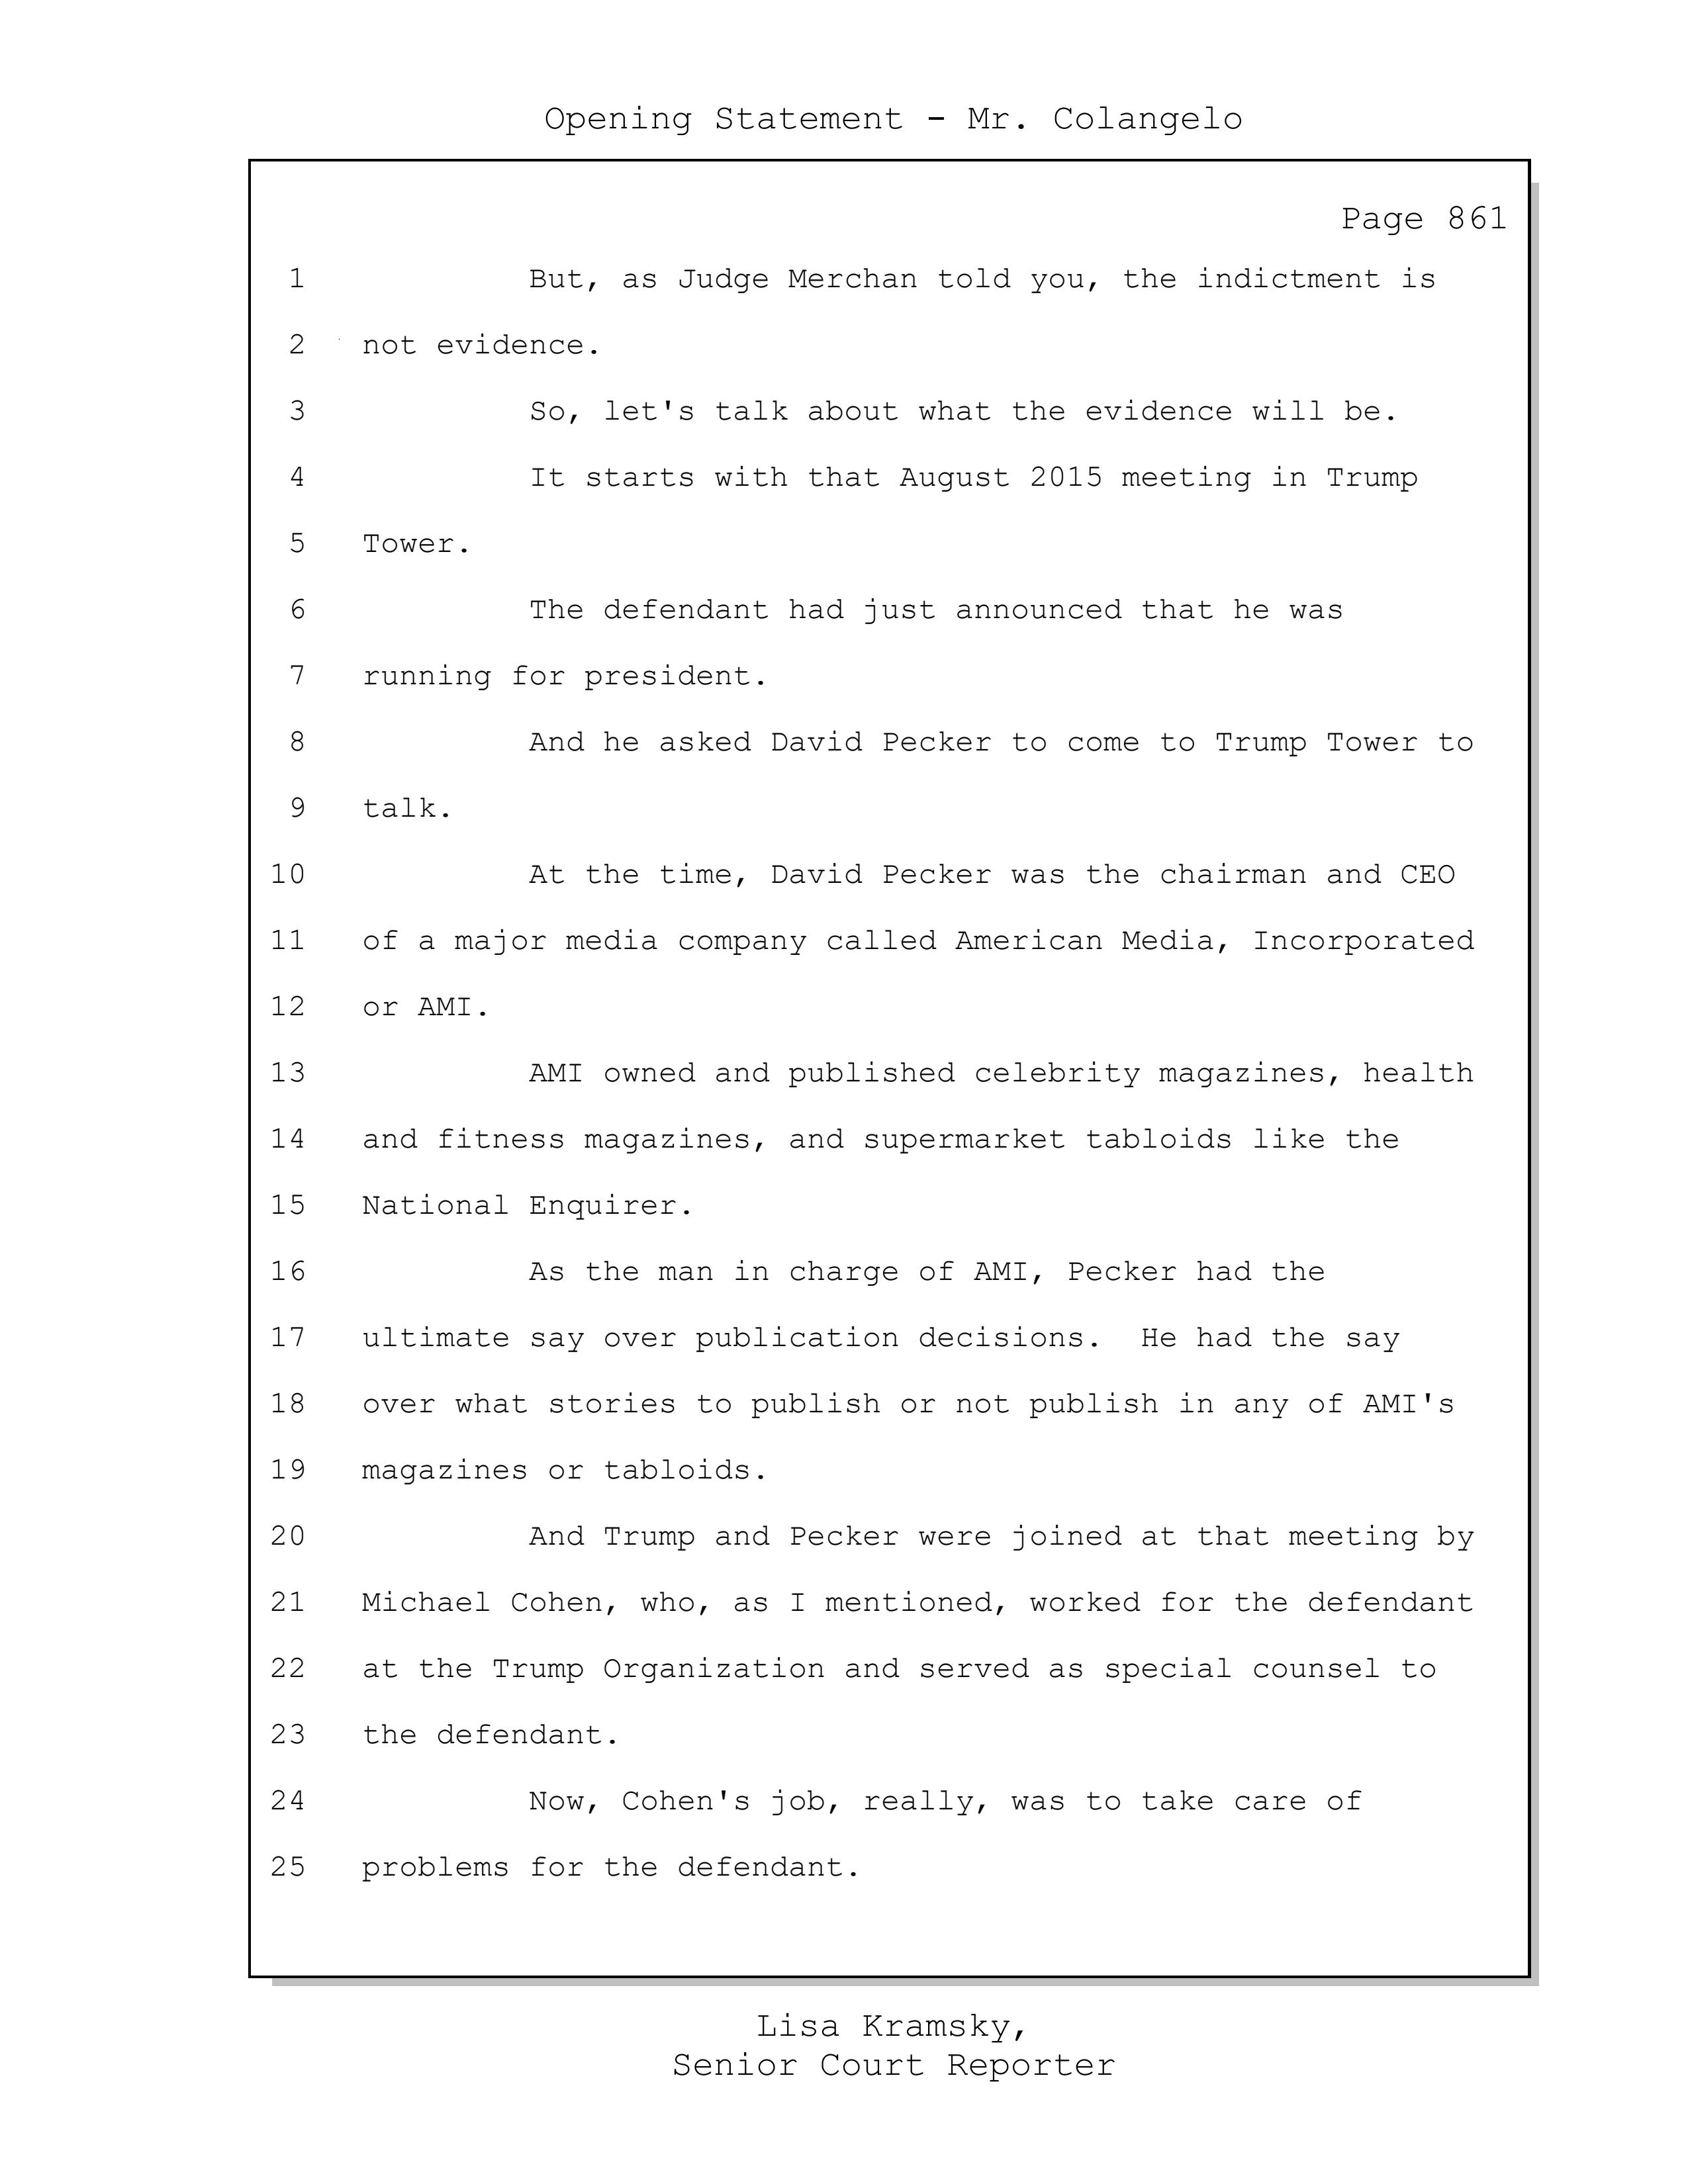 Opening Statement - Mr. Colangelo
Page 861
1 But, as Judge Merchan told you, the indictment is
2 not evidence.
3 So, let's talk about what the evidence will be.
4 It starts with that August 2015 meeting in Trump
5 Tower.
6 The defendant had just announced that he was
7 running for president.
8 And he asked David Pecker to come to Trump Tower to
9 talk.
10 At the time, David Pecker was the chairman and CEO
11 of a major media company called American Media, Incorporated
12 or AMI.
13 AMI owned and published celebrity magazines, health
14 and fitness magazines, and supermarket tabloids like the
15 National Enquirer.
16 As the man in charge of AMI, Pecker had the
17 ultimate say over publication decisions.  He had the say
18 over what stories to publish or not publish in any of AMI's
19 magazines or tabloids.
20 And Trump and Pecker were joined at that meeting by
21 Michael Cohen, who, as I mentioned, worked for the defendant
22 at the Trump Organization and served as special counsel to
23 the defendant.
24 Now, Cohen's job, really, was to take care of
25 problems for the defendant.
Lisa Kramsky,
Senior Court Reporter